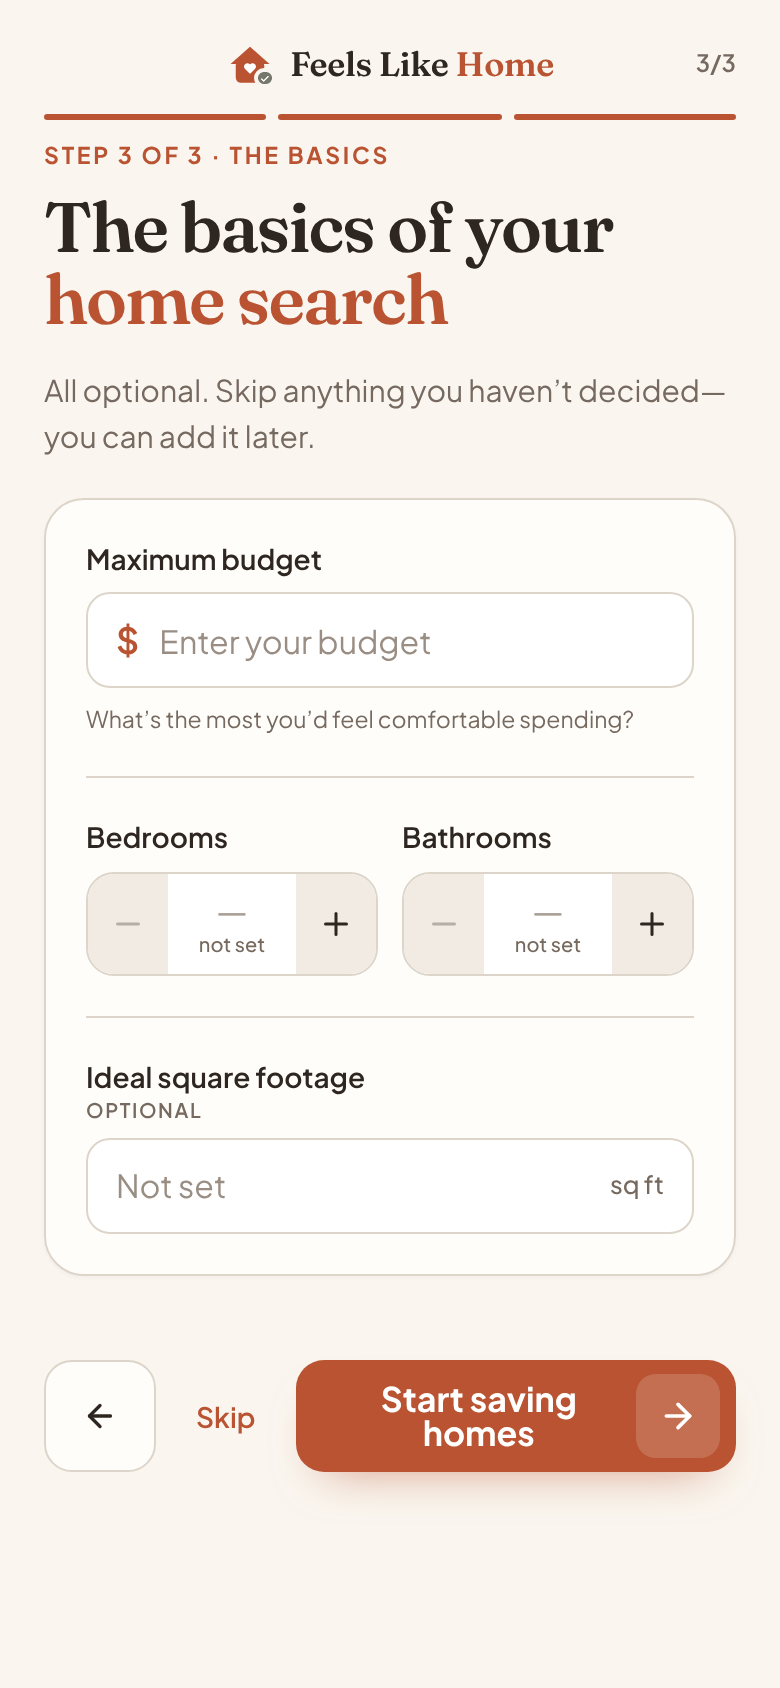 Feels Like Home
3/3
STEP 3 OF 3 · THE BASICS
The basics of your
home search
All optional. Skip anything you haven’t decided—
you can add it later.
Maximum budget
$ Enter your budget
What’s the most you’d feel comfortable spending?
Bedrooms
Bathrooms
— —
not set
not set
Ideal square footage
OPTIONAL
Not set
sq ft
Skip
Start saving
homes